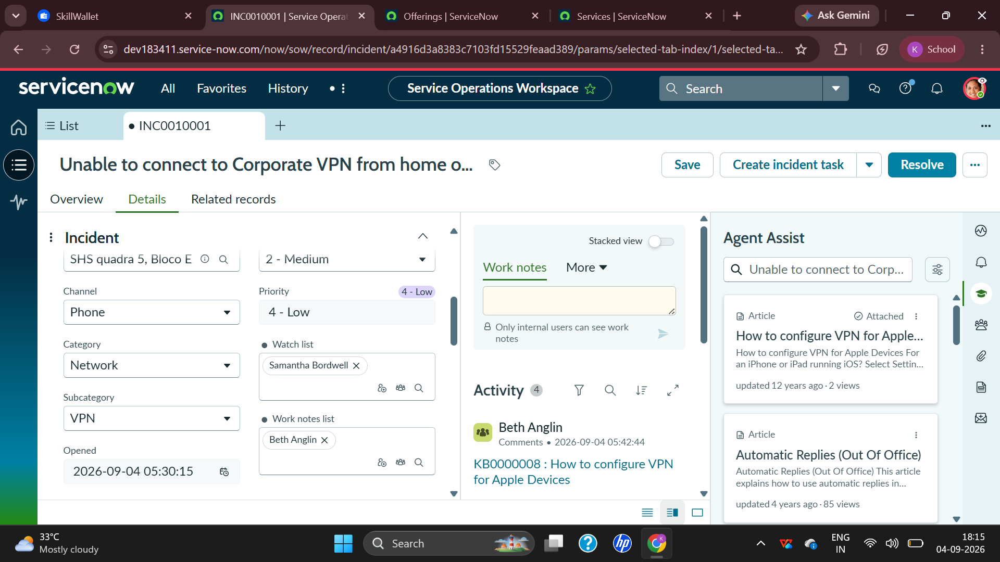 SkillWallet
INC0010001 | Service Opera
Offerings | ServiceNow
Services | ServiceNow
Ask Gemini
dev183411.service-now.com/now/sow/record/incident/a4916d3a8383c7103fd15529feaad389/params/selected-tab-index/1/selected-ta...
K School
servicenow
All
Favorites
History
Service Operations Workspace
Search
List
INC0010001
Unable to connect to Corporate VPN from home o...
Save
Create incident task
Resolve
Overview
Details
Related records
Incident
SHS quadra 5, Bloco E
2 - Medium
Channel
Phone
Priority
4 - Low
4 - Low
Category
Network
Watch list
Samantha Bordwell
Subcategory
VPN
Work notes list
Beth Anglin
Opened
2026-09-04 05:30:15
Stacked view
Work notes
More
Only internal users can see work
notes
Activity 4
Beth Anglin
Comments • 2026-09-04 05:42:44
KB0000008 : How to configure VPN
for Apple Devices
Agent Assist
Unable to connect to Corp...
Article
Attached
How to configure VPN for Apple...
How to configure VPN for Apple Devices For
an iPhone or iPad running iOS? Select Settin...
updated 12 years ago · 2 views
Article
Automatic Replies (Out Of Office)
Automatic Replies (Out Of Office) This article
explains how to use automatic replies in...
updated 4 years ago · 85 views
33°C
Mostly cloudy
Search
hp
K
ENG
IN
18:15
04-09-2026